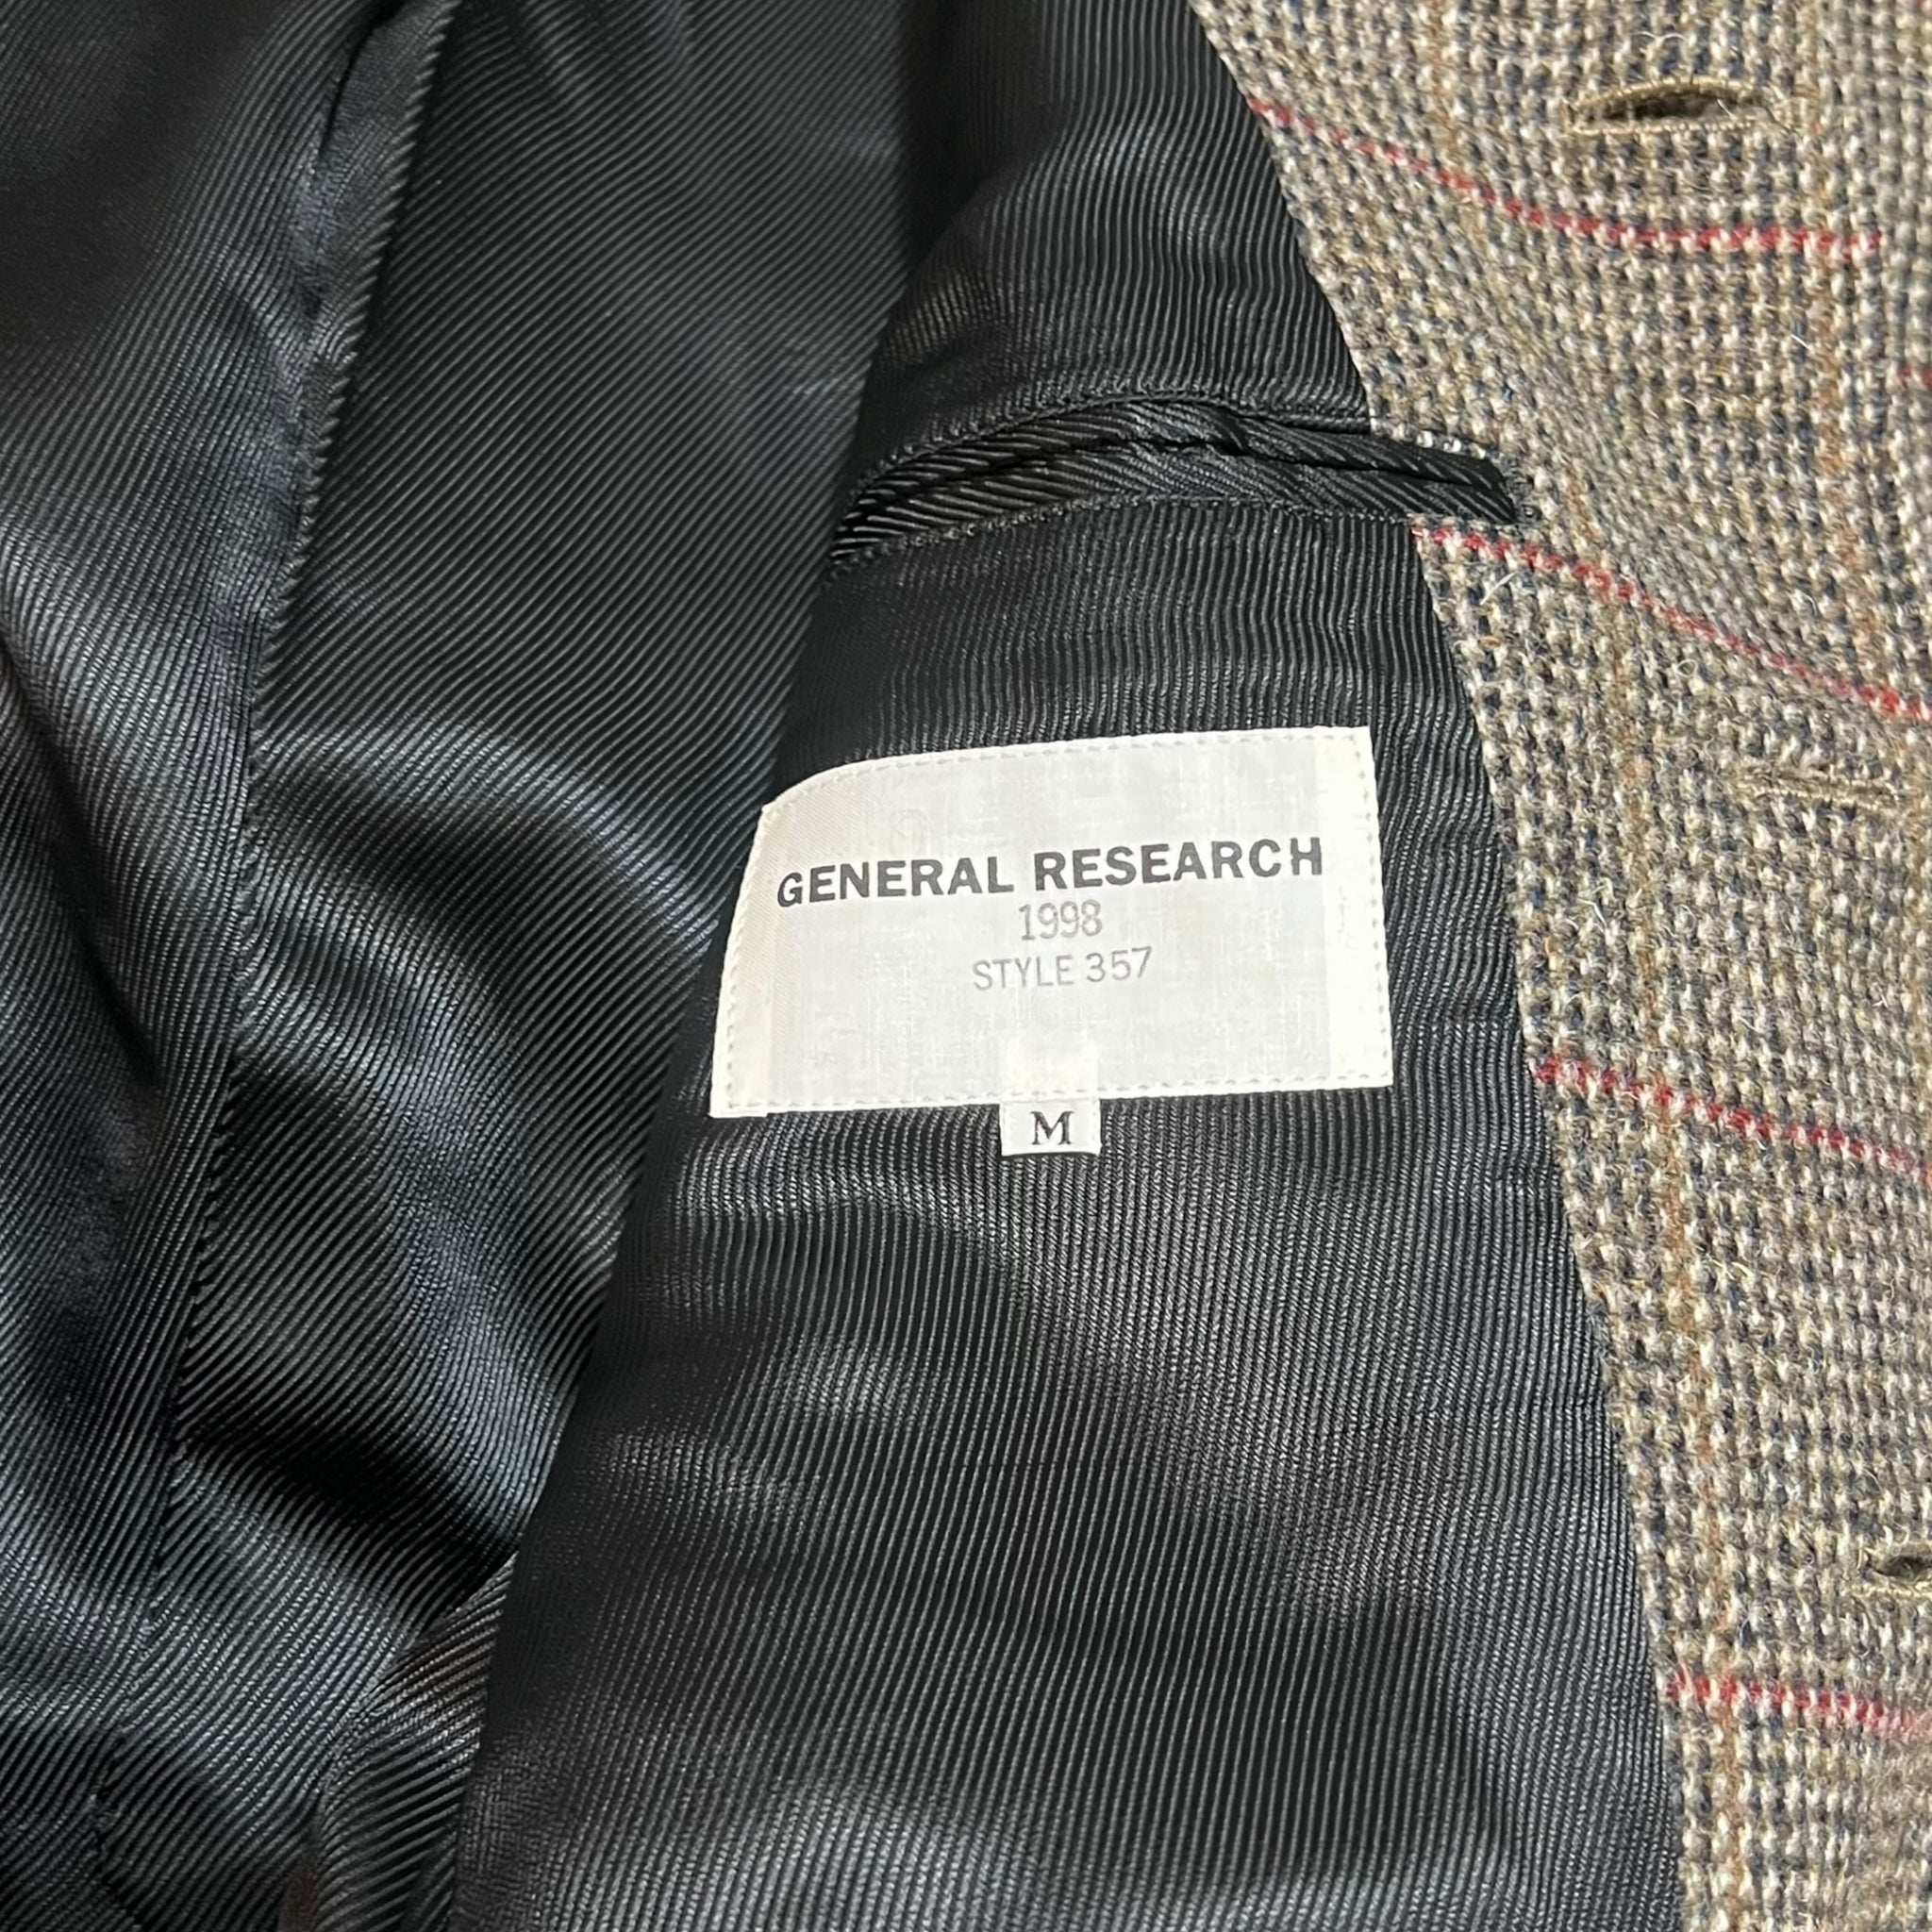 GENERAL RESEARCH
1998
STYLE 357
M